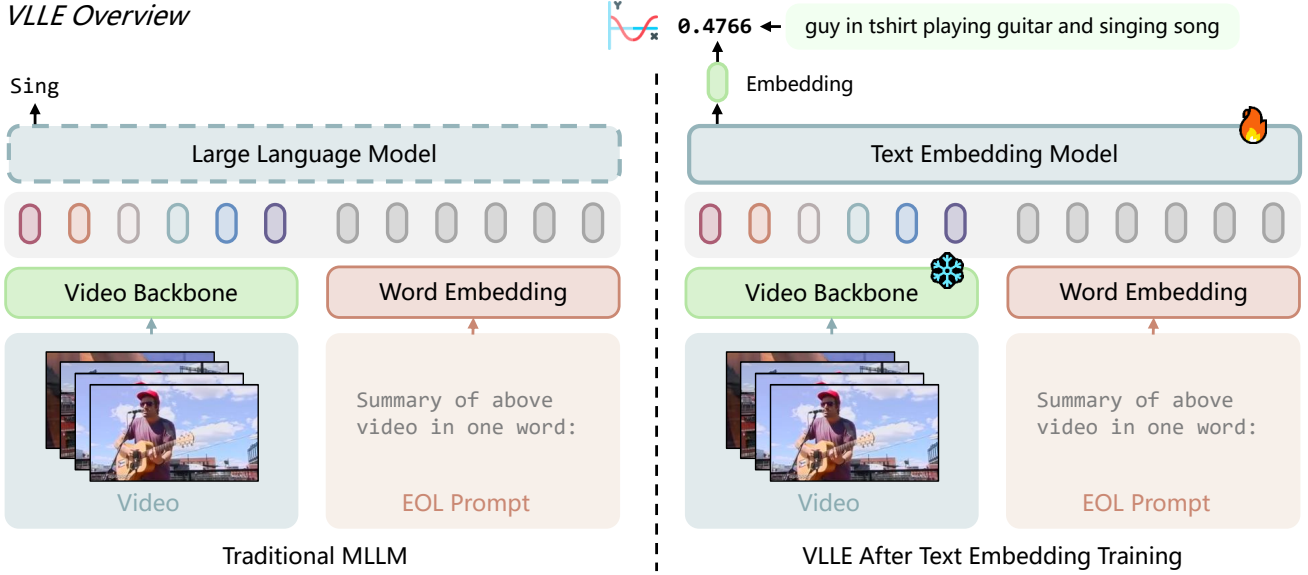 VLLE Overview
Sing
Large Language Model
Video Backbone
Word Embedding
Summary of above
video in one word:
Video
EOL Prompt
Traditional MLLM
Y
X
0.4766
guy in tshirt playing guitar and singing song
Embedding
Text Embedding Model
Video Backbone
Word Embedding
Summary of above
video in one word:
Video
EOL Prompt
VLLE After Text Embedding Training